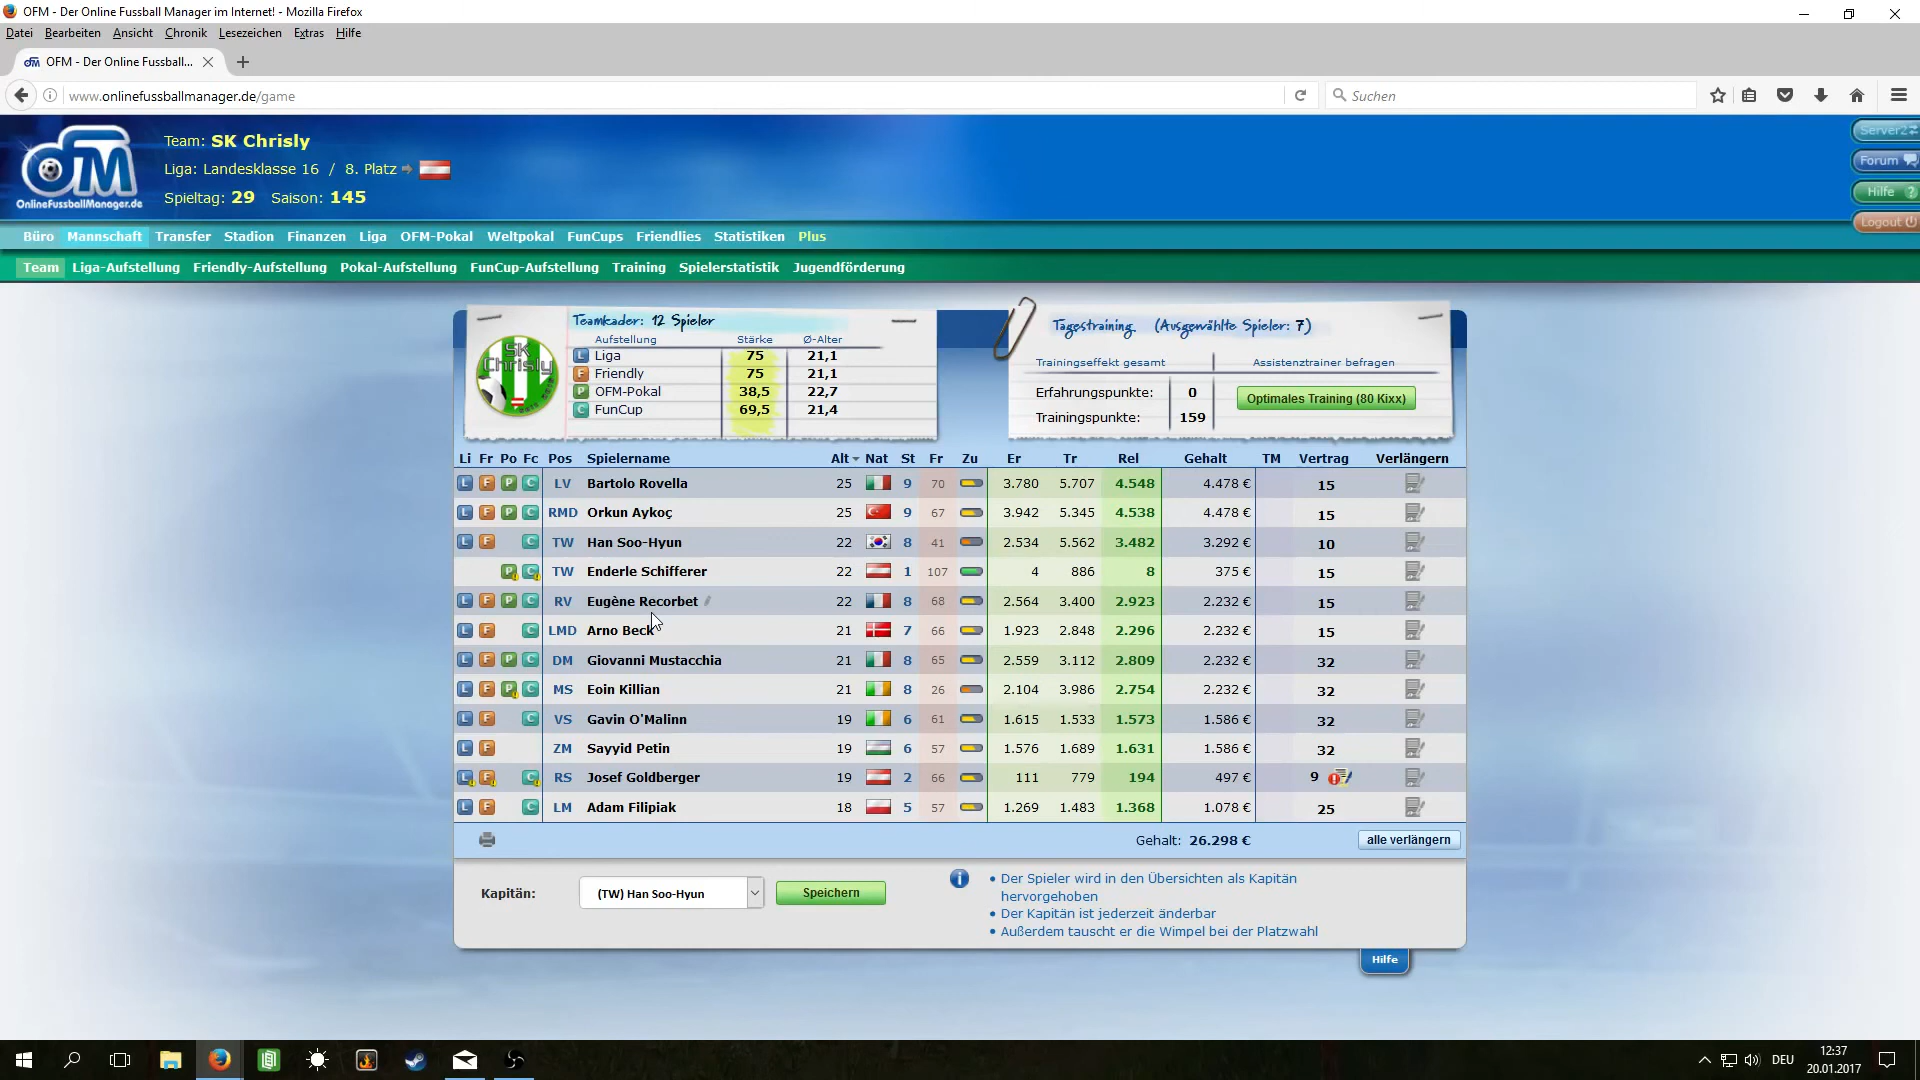 OFM - Der Online Fussball Manager im Internet! - Mozilla Firefox
Datei Bearbeiten Ansicht Chronik Lesezeichen Extras Hilfe
OFM - Der Online Fussball...
www.onlinefussballmanager.de/game
Suchen
OFM
OnlineFussballManager.de
Team: SK Chrisly
Liga: Landesklasse 16 / 8. Platz
Spieltag: 29 Saison: 145
Server2
Forum
Hilfe ?
Logout
Büro Mannschaft Transfer Stadion Finanzen Liga OFM-Pokal Weltpokal FunCups Friendlies Statistiken Plus
Team Liga-Aufstellung Friendly-Aufstellung Pokal-Aufstellung FunCup-Aufstellung Training Spielerstatistik Jugendförderung
SK Chrisly
Teamkader: 12 Spieler
Aufstellung Stärke Ø-Alter
L Liga 75 21,1
F Friendly 75 21,1
P OFM-Pokal 38,5 22,7
C FunCup 69,5 21,4
Tagestraining (Ausgewählte Spieler: 7)
Trainingseffekt gesamt Assistenztrainer befragen
Erfahrungspunkte: 0
Optimales Training (80 Kixx)
Trainingspunkte: 159
Li Fr Po Fc Pos Spielername Alt Nat St Fr Zu Er Tr Rel Gehalt TM Vertrag Verlängern
L F P C LV Bartolo Rovella 25 9 70 3.780 5.707 4.548 4.478 € 15
L F P C RMD Orkun Aykoç 25 9 67 3.942 5.345 4.538 4.478 € 15
L F C TW Han Soo-Hyun 22 8 41 2.534 5.562 3.482 3.292 € 10
P C TW Enderle Schifferer 22 1 107 4 886 8 375 € 15
L F P C RV Eugène Recorbet 22 8 68 2.564 3.400 2.923 2.232 € 15
L F C LMD Arno Beck 21 7 66 1.923 2.848 2.296 2.232 € 15
L F P C DM Giovanni Mustacchia 21 8 65 2.559 3.112 2.809 2.232 € 32
L F P C MS Eoin Killian 21 8 26 2.104 3.986 2.754 2.232 € 32
L F C VS Gavin O'Malinn 19 6 61 1.615 1.533 1.573 1.586 € 32
L F ZM Sayyid Petin 19 6 57 1.576 1.689 1.631 1.586 € 32
L F C RS Josef Goldberger 19 2 66 111 779 194 497 € 9
L F C LM Adam Filipiak 18 5 57 1.269 1.483 1.368 1.078 € 25
Gehalt: 26.298 € alle verlängern
Kapitän: (TW) Han Soo-Hyun Speichern
• Der Spieler wird in den Übersichten als Kapitän
hervorgehoben
• Der Kapitän ist jederzeit änderbar
• Außerdem tauscht er die Wimpel bei der Platzwahl
Hilfe
DEU
12:37
20.01.2017